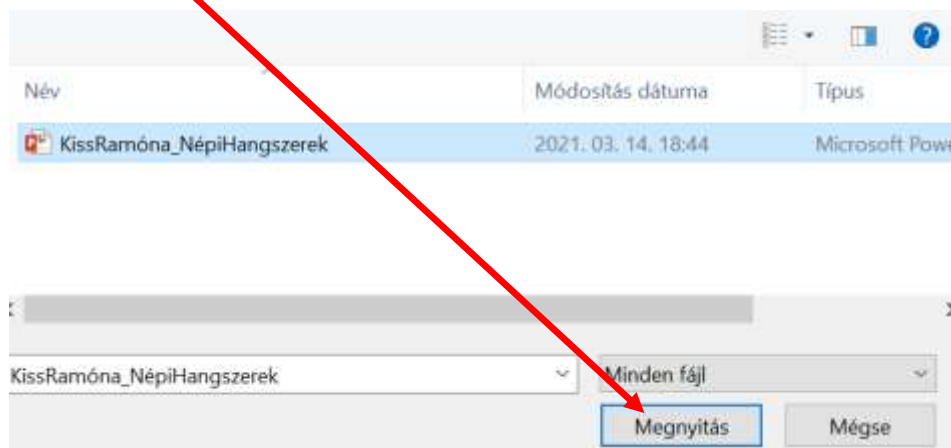 Név Módosítás dátuma Típus
KissRamóna_NépiHangszerek 2021. 03. 14. 18:44 Microsoft Powe
KissRamóna_NépiHangszerek Minden fájl
Megnyitás Mégse